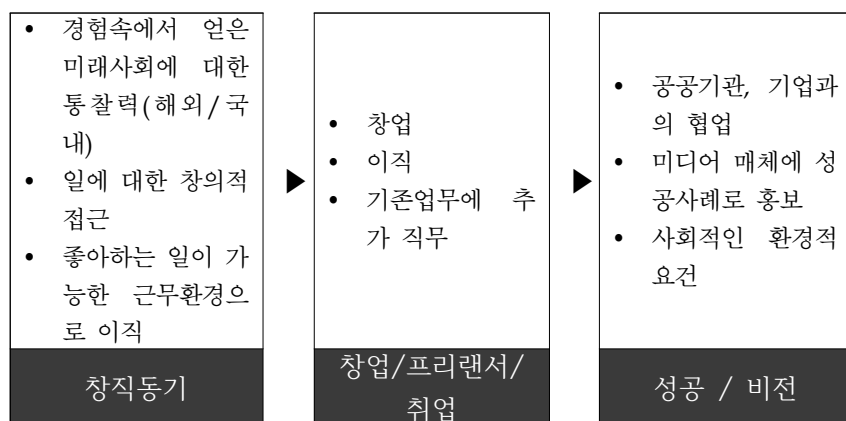 • 경험속에서 얻은
미래사회에 대한
통찰력(해외/국
내)
• 일에 대한 창의적
접근
• 좋아하는 일이 가
능한 근무환경으
로 이직
창직동기
▶
• 창업
• 이직
• 기존업무에 추
가 직무
창업/프리랜서/
취업
▶
• 공공기관, 기업과
의 협업
• 미디어 매체에 성
공사례로 홍보
• 사회적인 환경적
요건
성공 / 비전